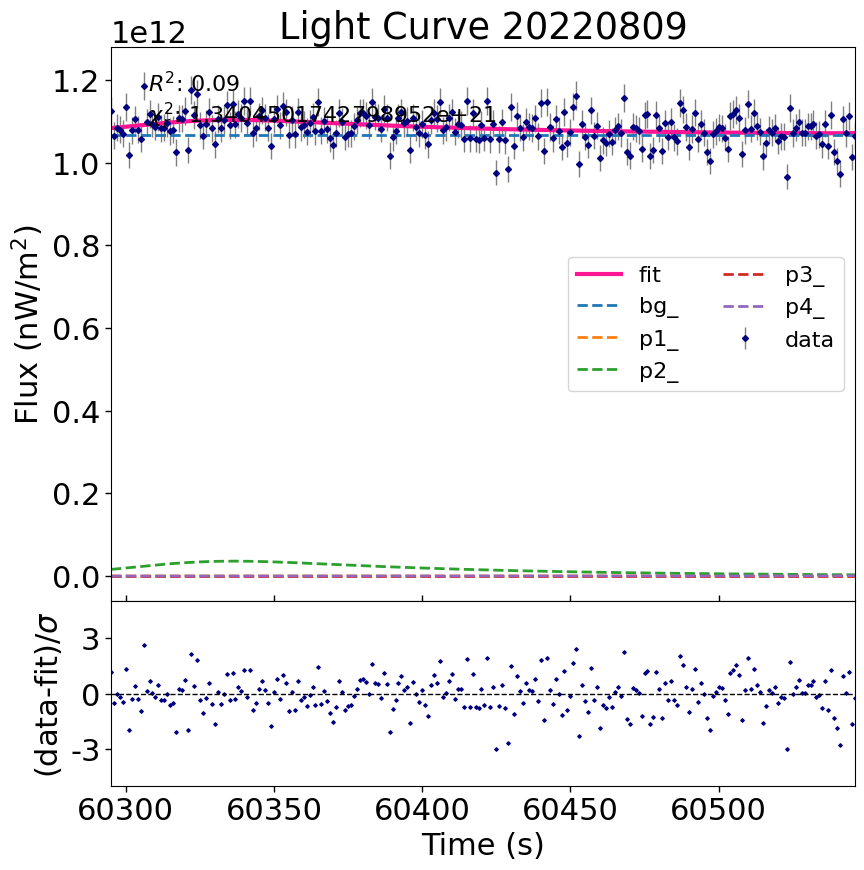 Light Curve 20220809
1e12
R²: 0.09
χ²: 1.3404501742798952e+21
1.2
1.0
0.8
0.6
0.4
0.2
0.0
Flux (nW/m²)
fit
bg_
p1_
p2_
p3_
p4_
data
3
0
-3
(data-fit)/σ
60300 60350 60400 60450 60500
Time (s)